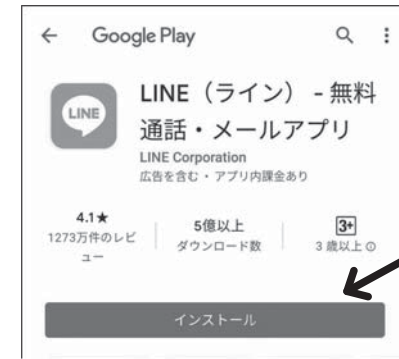 Google Play
LINE
LINE（ライン） - 無料
通話・メールアプリ
LINE Corporation
広告を含む・アプリ内課金あり
4.1★
1273万件のレビ
ュー
5億以上
ダウンロード数
3+
3 歳以上
インストール